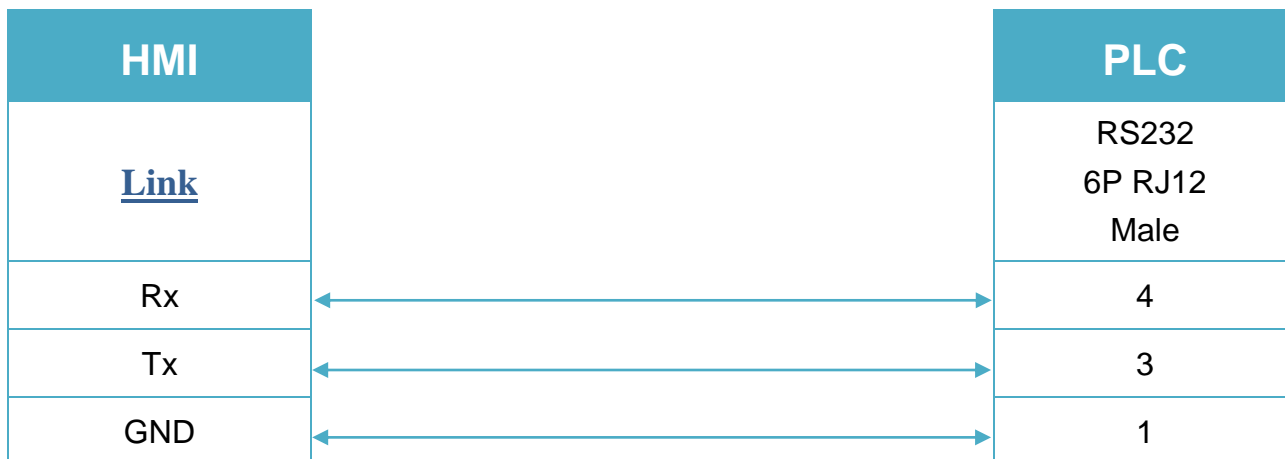 HMI
PLC
Link
RS232
6P RJ12
Male
Rx
4
Tx
3
GND
1